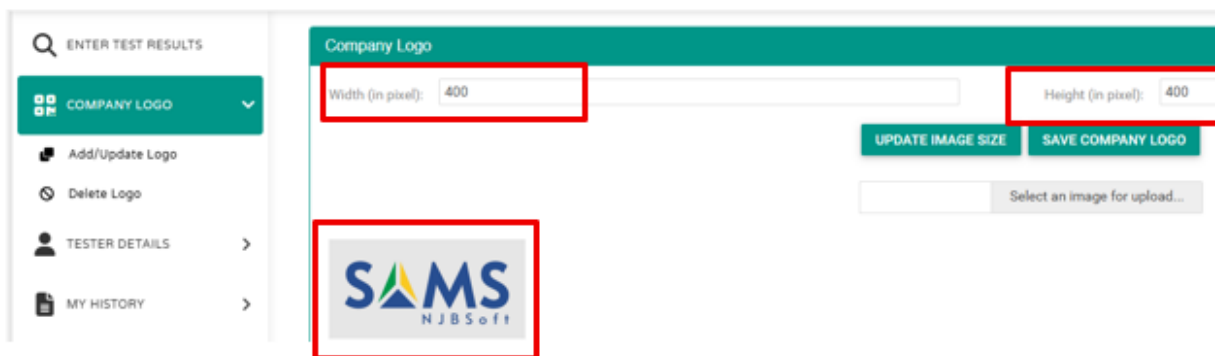 ENTER TEST RESULTS
COMPANY LOGO
Add/Update Logo
Delete Logo
TESTER DETAILS
MY HISTORY
Company Logo
Width (in pixel): 400
Height (in pixel): 400
UPDATE IMAGE SIZE
SAVE COMPANY LOGO
Select an image for upload...
SAMS
NJBSoft